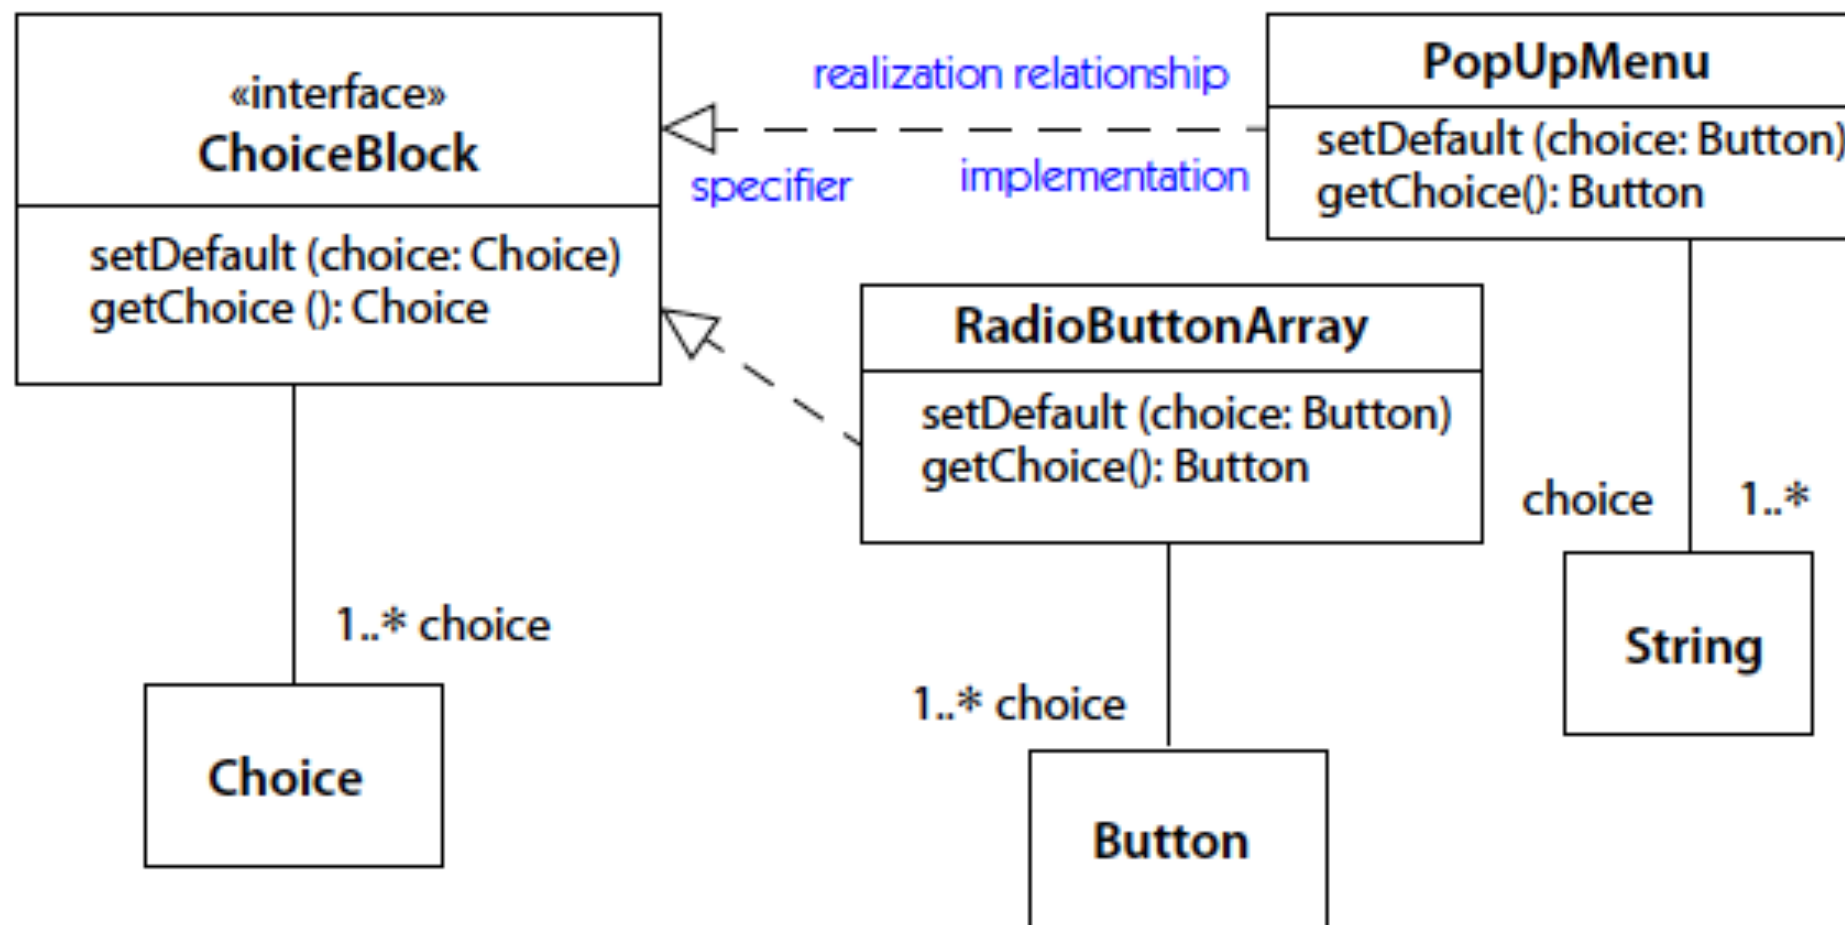 «interface»
ChoiceBlock
setDefault (choice: Choice)
getChoice (): Choice
realization relationship
specifier
implementation
PopUpMenu
setDefault (choice: Button)
getChoice(): Button
RadioButtonArray
setDefault (choice: Button)
getChoice(): Button
choice 1..*
String
1..* choice
Choice
1..* choice
Button